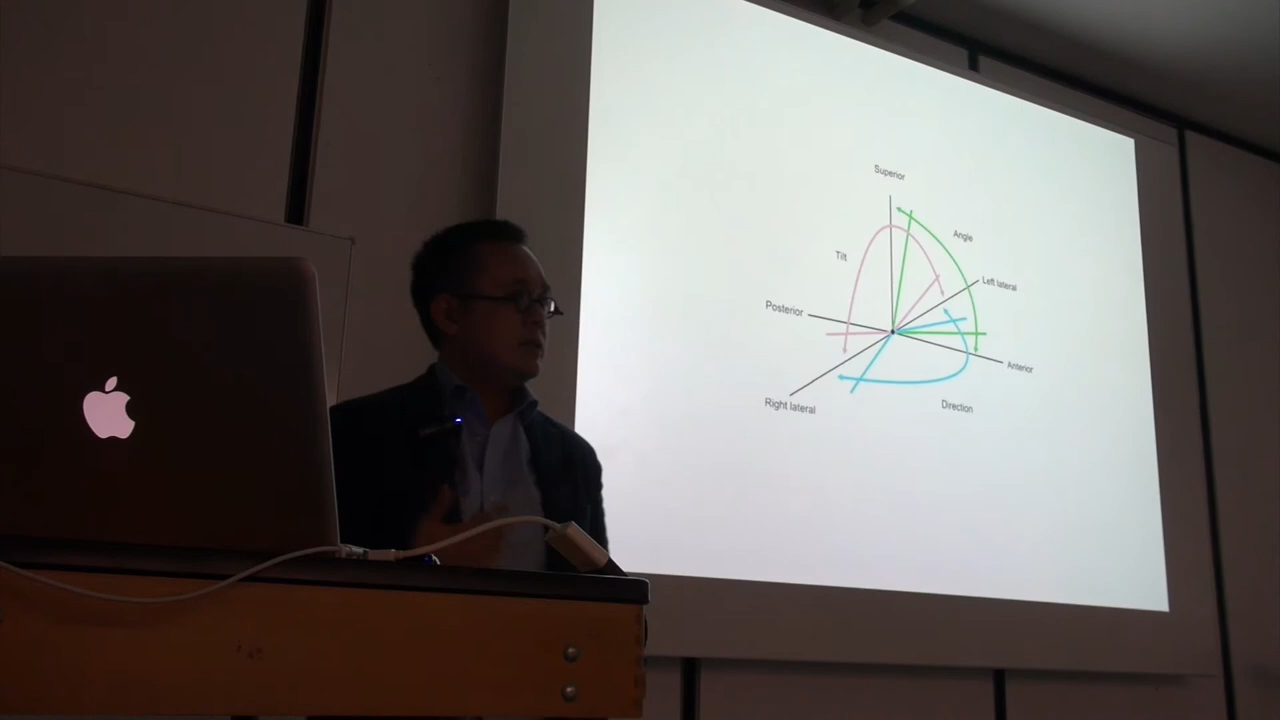 Superior
Angle
Tilt
Left lateral
Posterior
Anterior
Right lateral
Direction